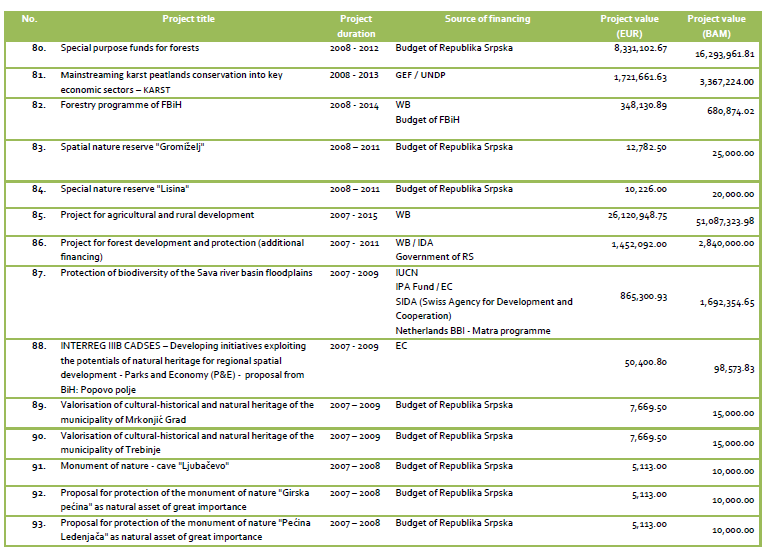 No. Project title Project duration Source of financing Project value (EUR) Project value (BAM)
80. Special purpose funds for forests 2008 - 2012 Budget of Republika Srpska 8,331,102.67 16,293,961.81
81. Mainstreaming karst peatlands conservation into key 2008 - 2013 GEF / UNDP 1,721,661.63 3,367,224.00
economic sectors – KARST
82. Forestry programme of FBiH 2008 - 2014 WB 348,130.89 680,874.02
Budget of FBiH
83. Spatial nature reserve "Gromiželj" 2008 – 2011 Budget of Republika Srpska 12,782.50 25,000.00
84. Special nature reserve "Lisina" 2008 – 2011 Budget of Republika Srpska 10,226.00 20,000.00
85. Project for agricultural and rural development 2007 - 2015 WB 26,120,948.75 51,087,323.98
86. Project for forest development and protection (additional 2007 - 2011 WB / IDA 1,452,092.00 2,840,000.00
financing) Government of RS
87. Protection of biodiversity of the Sava river basin floodplains 2007 - 2009 IUCN
IPA Fund / EC
SIDA (Swiss Agency for Development and 865,300.93 1,692,354.65
Cooperation)
Netherlands BBI - Matra programme
88. INTERREG IIIB CADSES – Developing initiatives exploiting 2007 - 2009 EC
the potentials of natural heritage for regional spatial 50,400.80 98,573.83
development - Parks and Economy (P&E) - proposal from
BiH: Popovo polje
89. Valorisation of cultural-historical and natural heritage of the 2007 – 2009 Budget of Republika Srpska 7,669.50 15,000.00
municipality of Mrkonjić Grad
90. Valorisation of cultural-historical and natural heritage of the 2007 – 2009 Budget of Republika Srpska 7,669.50 15,000.00
municipality of Trebinje
91. Monument of nature - cave "Ljubačevo" 2007 – 2008 Budget of Republika Srpska 5,113.00 10,000.00
92. Proposal for protection of the monument of nature "Girska 2007 – 2008 Budget of Republika Srpska 5,113.00 10,000.00
pećina" as natural asset of great importance
93. Proposal for protection of the monument of nature "Pećina 2007 – 2008 Budget of Republika Srpska 5,113.00 10,000.00
Ledenjača" as natural asset of great importance